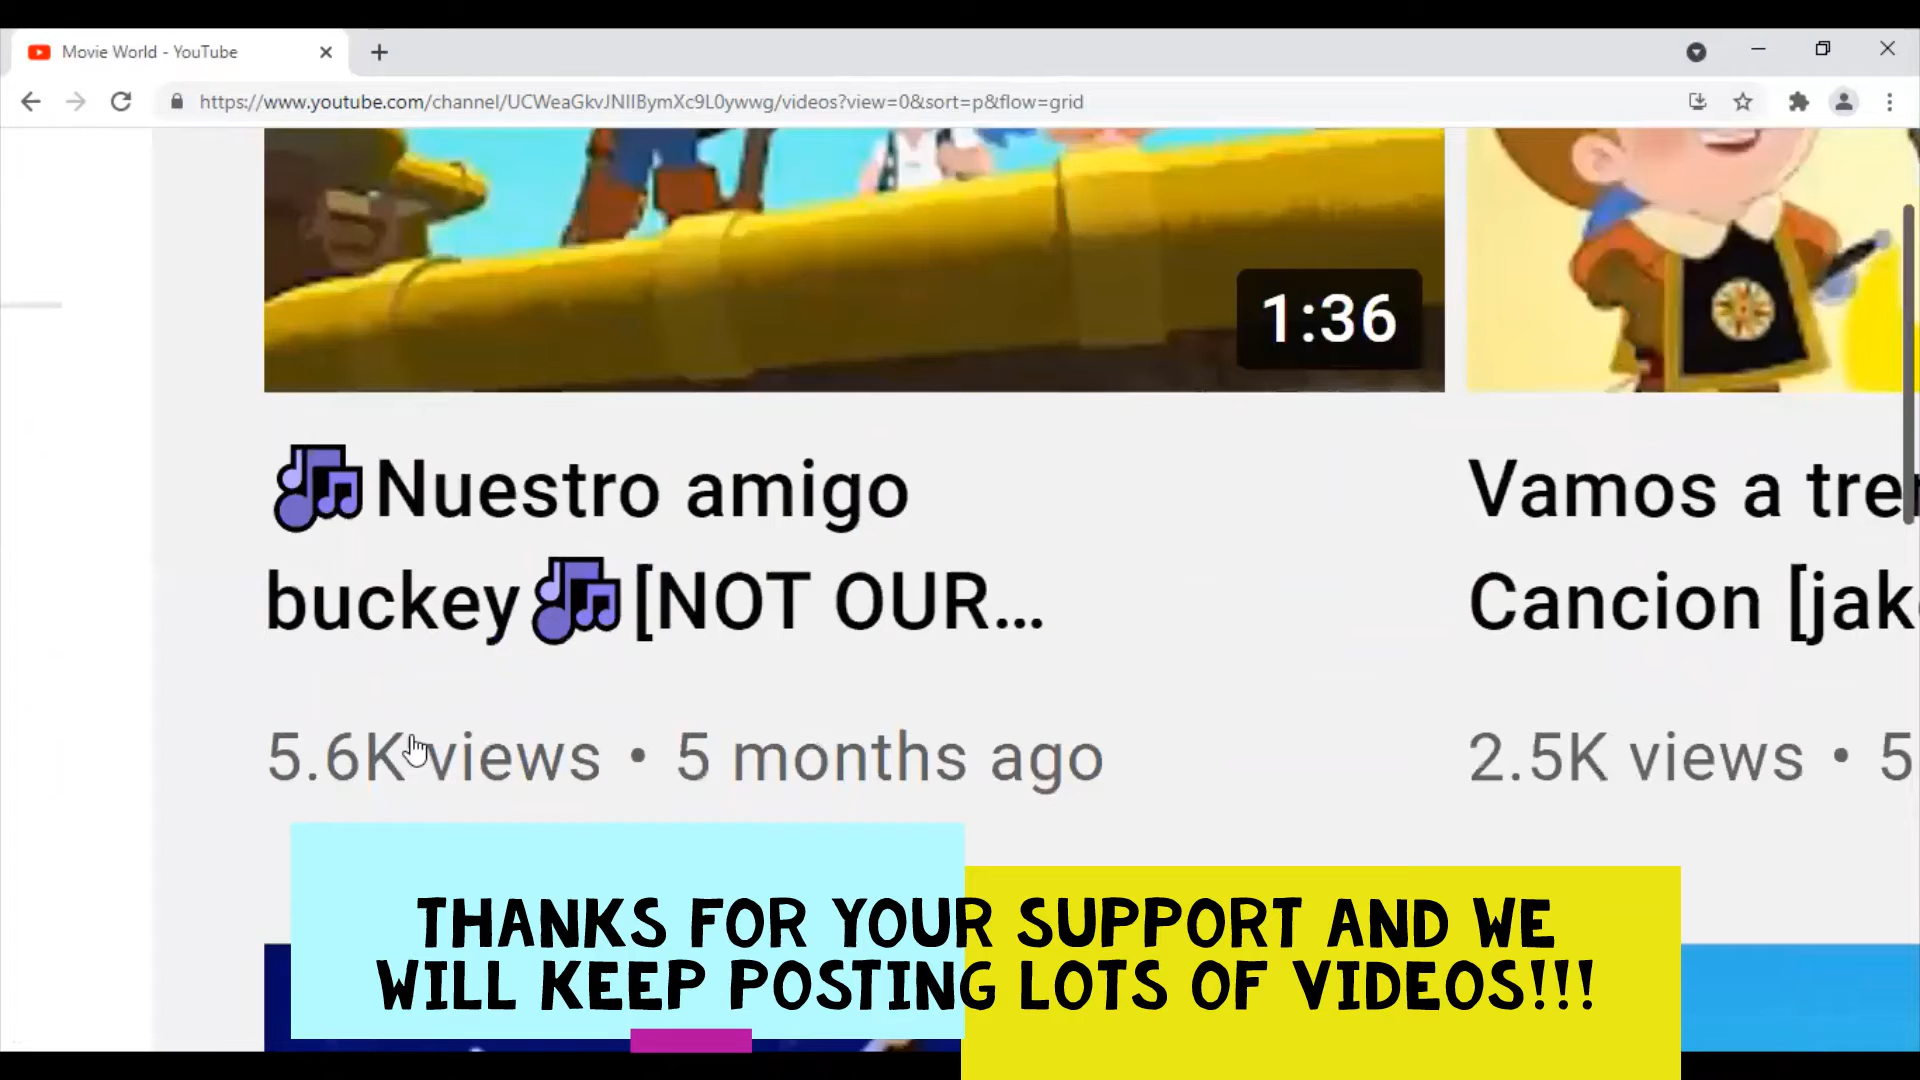 Movie World - YouTube
https://www.youtube.com/channel/UCWeaGkvJNIIBymXc9L0ywwg/videos?view=0&sort=p&flow=grid
1:36
🎶Nuestro amigo
buckey🎶[NOT OUR...
5.6K views • 5 months ago
Vamos a tre
Cancion [jak
2.5K views • 5
THANKS FOR YOUR SUPPORT AND WE
WILL KEEP POSTING LOTS OF VIDEOS!!!